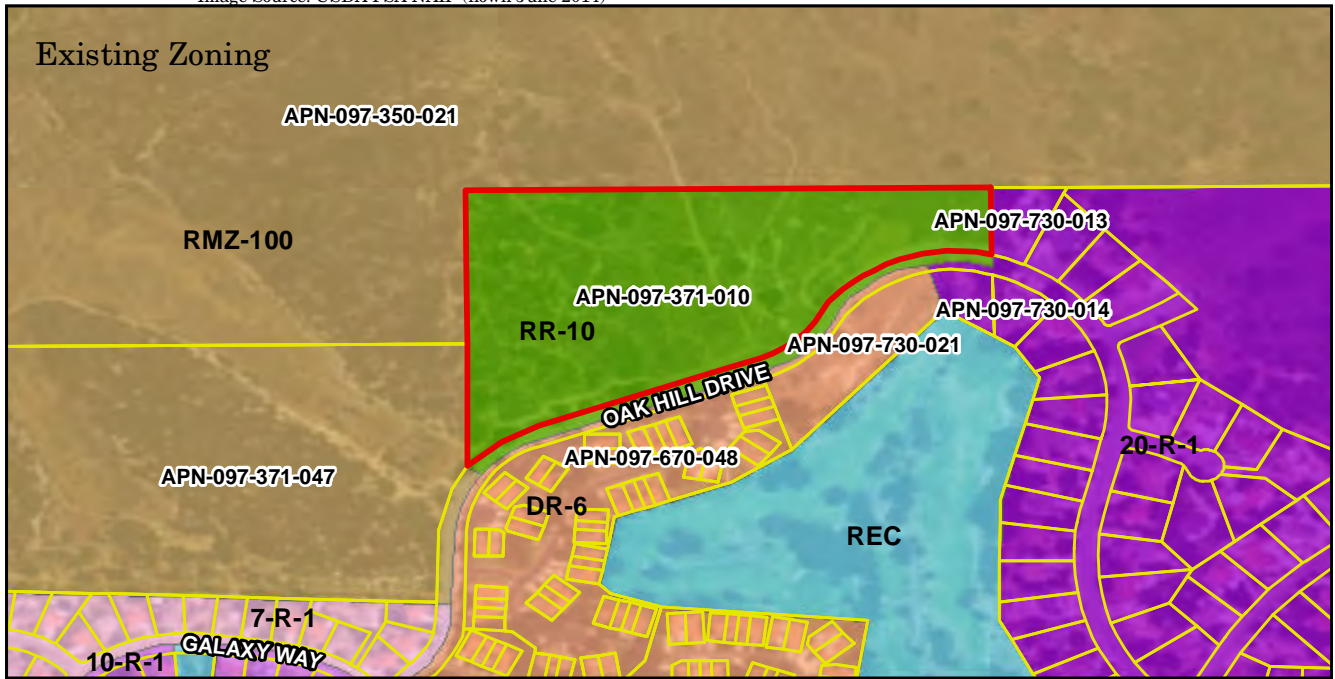 Existing Zoning
APN-097-350-021
RMZ-100
APN-097-730-013
APN-097-371-010
RR-10
APN-097-730-014
APN-097-730-021
OAK HILL DRIVE
20-R-1
APN-097-670-048
APN-097-371-047
DR-6
REC
7-R-1
GALAXY WAY
10-R-1